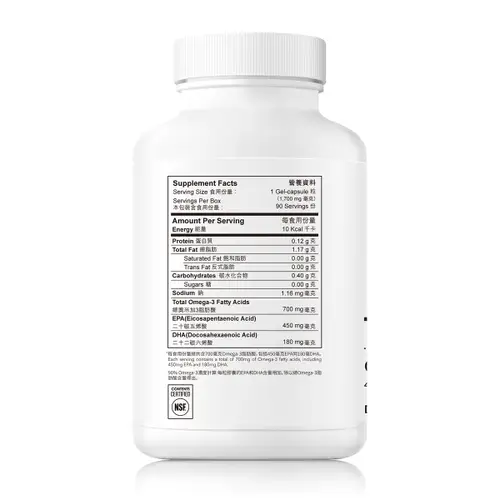 Supplement Facts 營養資料
Serving Size 食用份量： 1 Gel-capsule 粒
(1,700 mg 毫克)
Servings Per Box
本包裝含食用份量： 90 Servings 份
Amount Per Serving 每食用份量
Energy 能量 10 Kcal 千卡
Protein 蛋白質 0.12 g 克
Total Fat 總脂肪 1.17 g 克
Saturated Fat 飽和脂肪 0.00 g 克
Trans Fat 反式脂肪 0.00 g 克
Carbohydrates 碳水化合物 0.40 g 克
Sugars 糖 0.00 g 克
Sodium 鈉 1.16 mg 毫克
Total Omega-3 Fatty Acids
總奧米加3脂肪酸 700 mg 毫克
EPA(Eicosapentaenoic Acid)
二十碳五烯酸 450 mg 毫克
DHA(Docosahexaenoic Acid)
二十二碳六烯酸 180 mg 毫克
Each serving contains a total of 700mg of Omega-3 fatty acids, including
450mg EPA and 180mg DHA.
CONTENTS
CERTIFIED
NSF